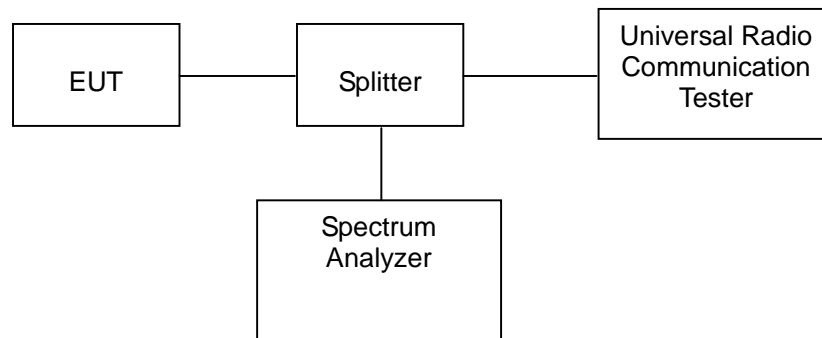 EUT
Splitter
Universal Radio
Communication
Tester
Spectrum
Analyzer